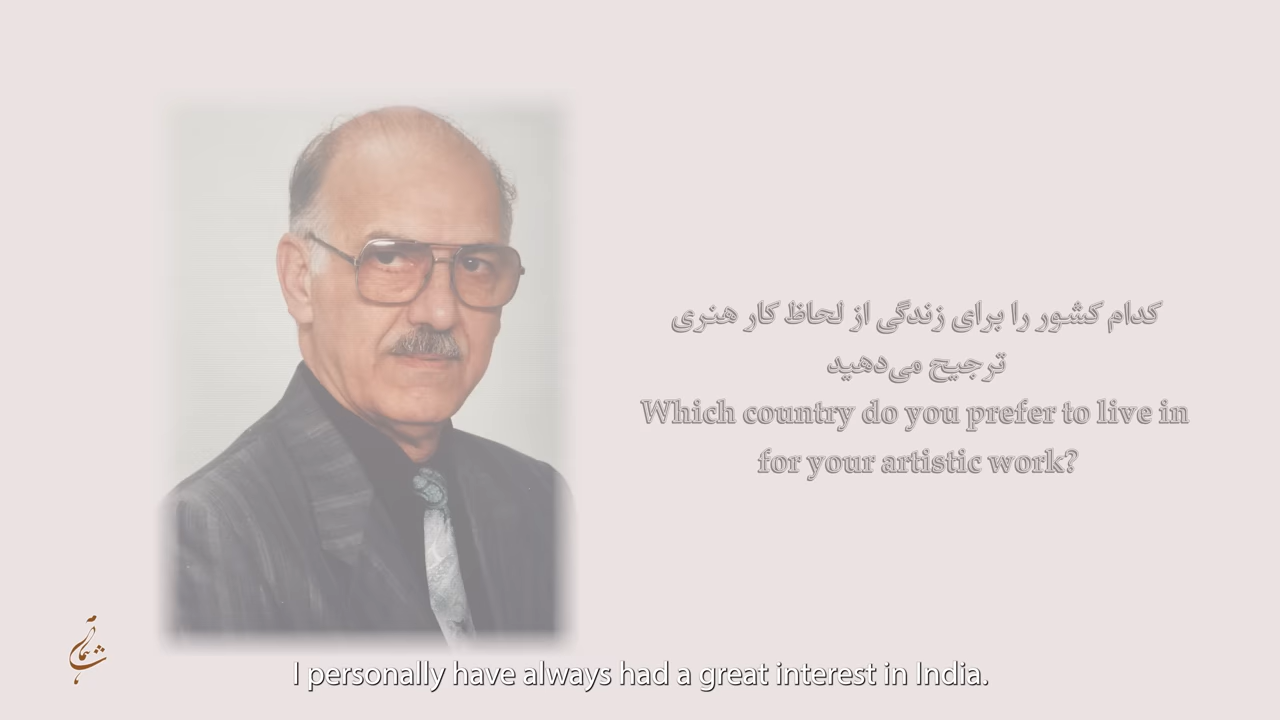 کدام کشور را برای زندگی از لحاظ کار هنری
ترجیح می‌دهید
Which country do you prefer to live in
for your artistic work?
I personally have always had a great interest in India.